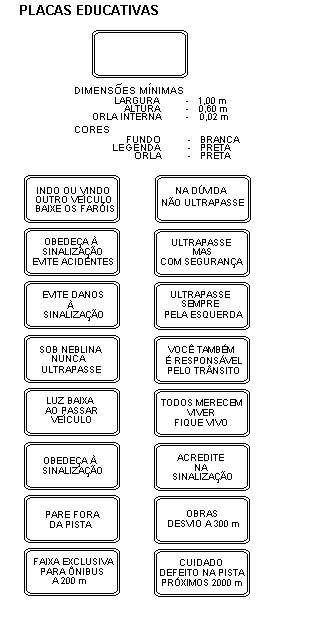 PLACAS EDUCATIVAS
DIMENSÕES MÍNIMAS
LARGURA - 1,00 m
ALTURA - 0,60 m
ORLA INTERNA - 0,02 m
CORES
FUNDO - BRANCA
LEGENDA - PRETA
ORLA - PRETA
INDO OU VINDO
OUTRO VEÍCULO
BAIXE OS FARÓIS
NA DÚVIDA
NÃO ULTRAPASSE
OBEDEÇA À
SINALIZAÇÃO
EVITE ACIDENTES
ULTRAPASSE
MAS
COM SEGURANÇA
EVITE DANOS
À
SINALIZAÇÃO
ULTRAPASSE
SEMPRE
PELA ESQUERDA
SOB NEBLINA
NUNCA
ULTRAPASSE
VOCÊ TAMBÉM
É RESPONSÁVEL
PELO TRÂNSITO
LUZ BAIXA
AO PASSAR
VEÍCULO
TODOS MERECEM
VIVER
FIQUE VIVO
OBEDEÇA À
SINALIZAÇÃO
ACREDITE
NA
SINALIZAÇÃO
PARE FORA
DA PISTA
OBRAS
DESVIO A 300 m
FAIXA EXCLUSIVA
PARA ÔNIBUS
A 200 m
CUIDADO
DEFEITO NA PISTA
PRÓXIMOS 2000 m